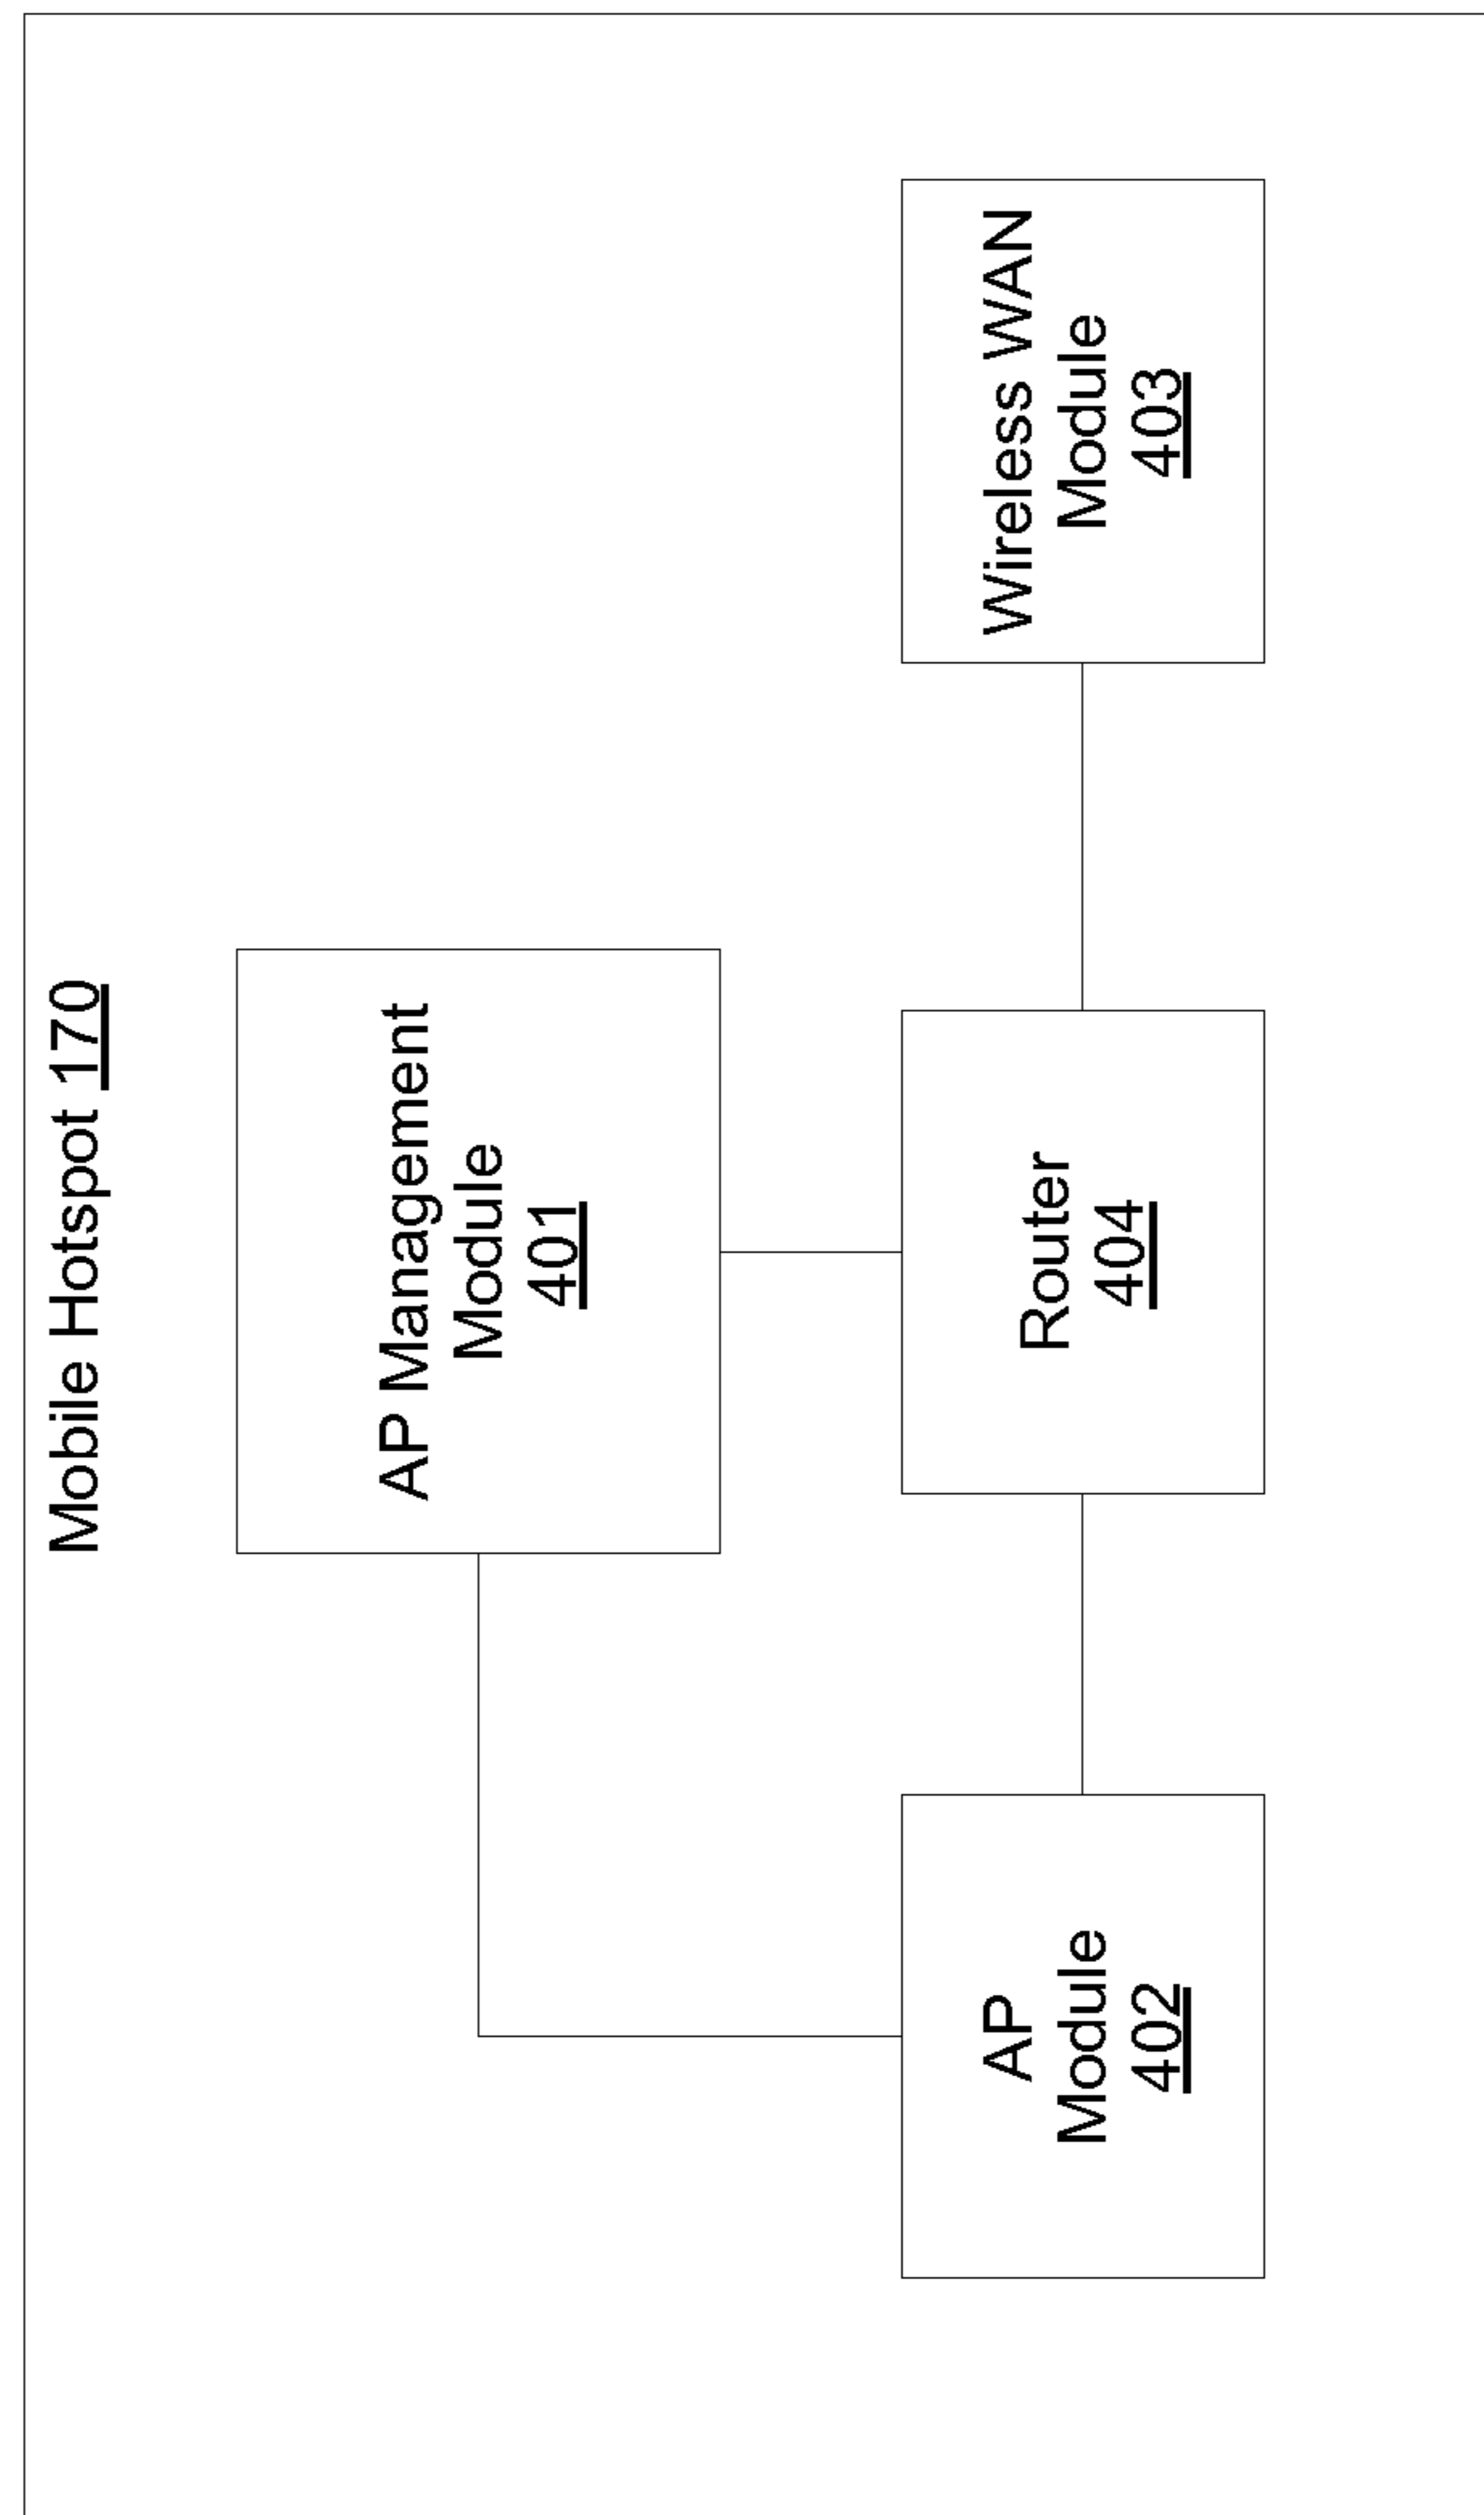 Mobile Hotspot 170
AP Management
Module
401
AP
Module
402
Router
404
Wireless WAN
Module
403